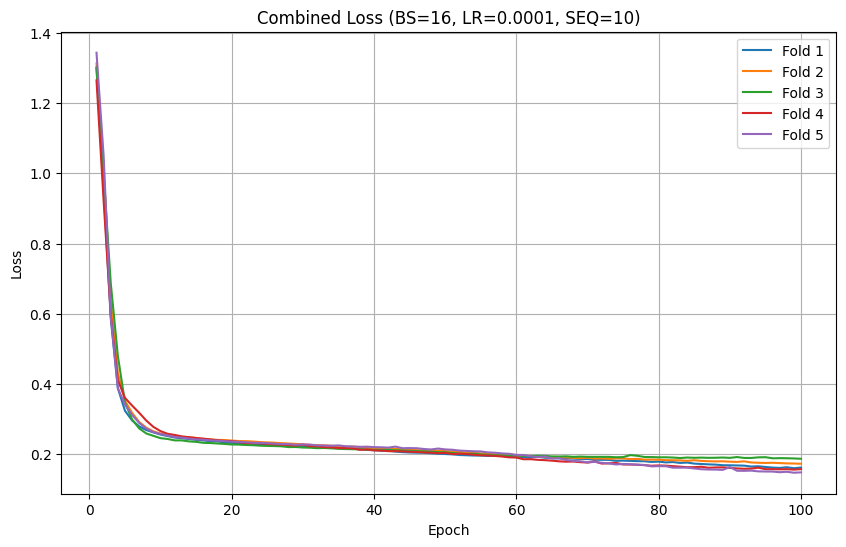 Combined Loss (BS=16, LR=0.0001, SEQ=10)
Fold 1
Fold 2
Fold 3
Fold 4
Fold 5
Loss
1.4
1.2
1.0
0.8
0.6
0.4
0.2
0 20 40 60 80 100
Epoch